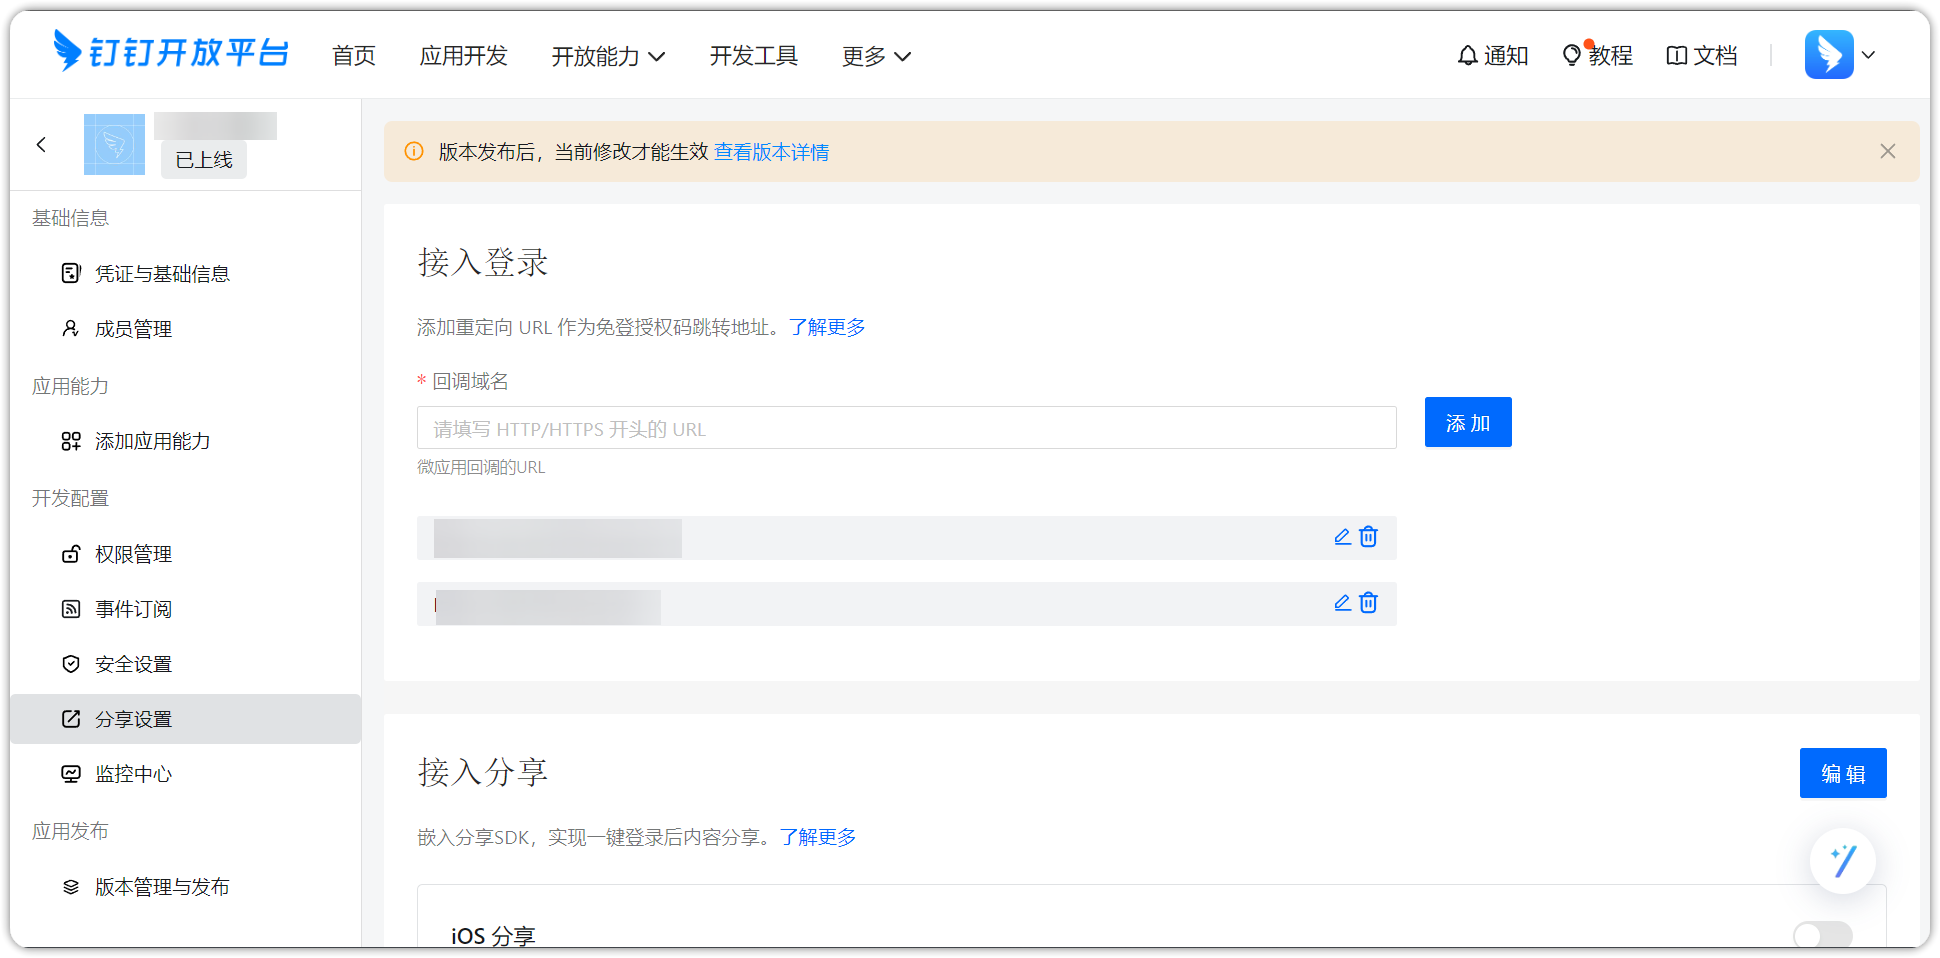 钉钉开放平台
首页 应用开发 开放能力 开发工具 更多
通知 教程 文档
已上线
版本发布后，当前修改才能生效 查看版本详情
基础信息
凭证与基础信息
成员管理
应用能力
添加应用能力
开发配置
权限管理
事件订阅
安全设置
分享设置
监控中心
应用发布
版本管理与发布
接入登录
添加重定向 URL 作为免登授权码跳转地址。了解更多
* 回调域名
请填写 HTTP/HTTPS 开头的 URL
添 加
微应用回调的URL
接入分享
编 辑
嵌入分享SDK，实现一键登录后内容分享。了解更多
iOS 分享